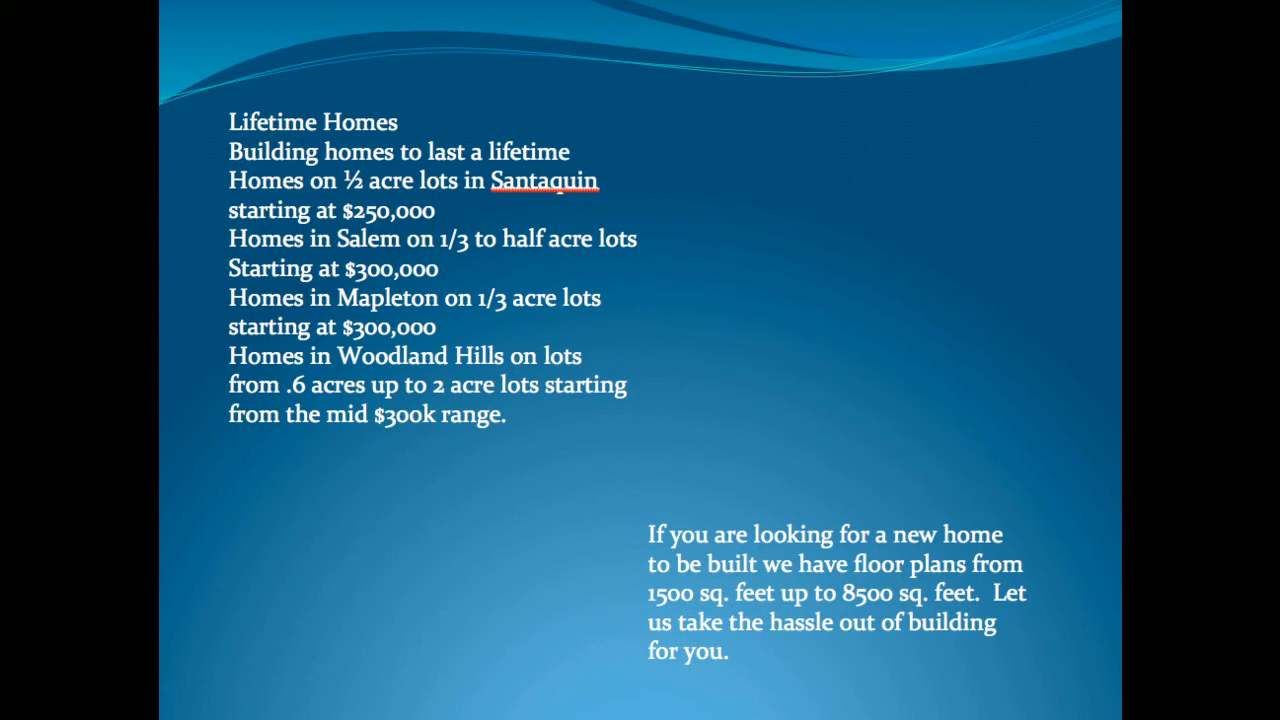 Lifetime Homes
Building homes to last a lifetime
Homes on ½ acre lots in Santaquin
starting at $250,000
Homes in Salem on 1/3 to half acre lots
Starting at $300,000
Homes in Mapleton on 1/3 acre lots
starting at $300,000
Homes in Woodland Hills on lots
from .6 acres up to 2 acre lots starting
from the mid $300k range.
If you are looking for a new home
to be built we have floor plans from
1500 sq. feet up to 8500 sq. feet.  Let
us take the hassle out of building
for you.